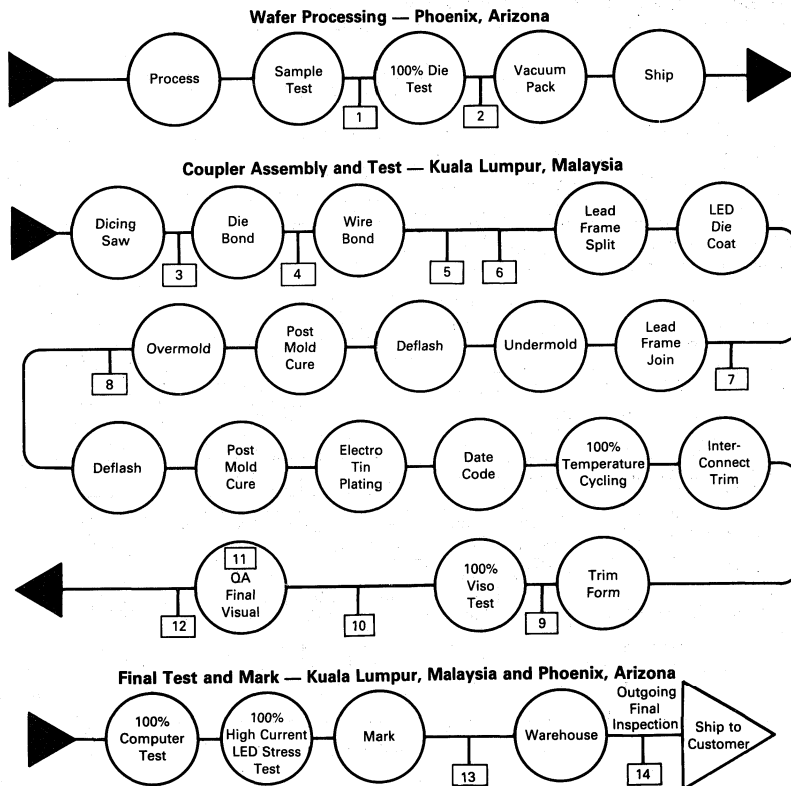 Wafer Processing — Phoenix, Arizona
Process
Sample
Test
1
100% Die
Test
2
Vacuum
Pack
Ship
Coupler Assembly and Test — Kuala Lumpur, Malaysia
Dicing
Saw
3
Die
Bond
4
Wire
Bond
5
6
Lead
Frame
Split
LED
Die
Coat
7
Lead
Frame
Join
Undermold
Deflash
Post
Mold
Cure
Overmold
8
Deflash
Post
Mold
Cure
Electro
Tin
Plating
Date
Code
100%
Temperature
Cycling
Inter-
Connect
Trim
Trim
Form
9
100%
Viso
Test
10
11
QA
Final
Visual
12
Final Test and Mark — Kuala Lumpur, Malaysia and Phoenix, Arizona
100%
Computer
Test
100%
High Current
LED Stress
Test
Mark
13
Warehouse
Outgoing
Final
Inspection
14
Ship to
Customer